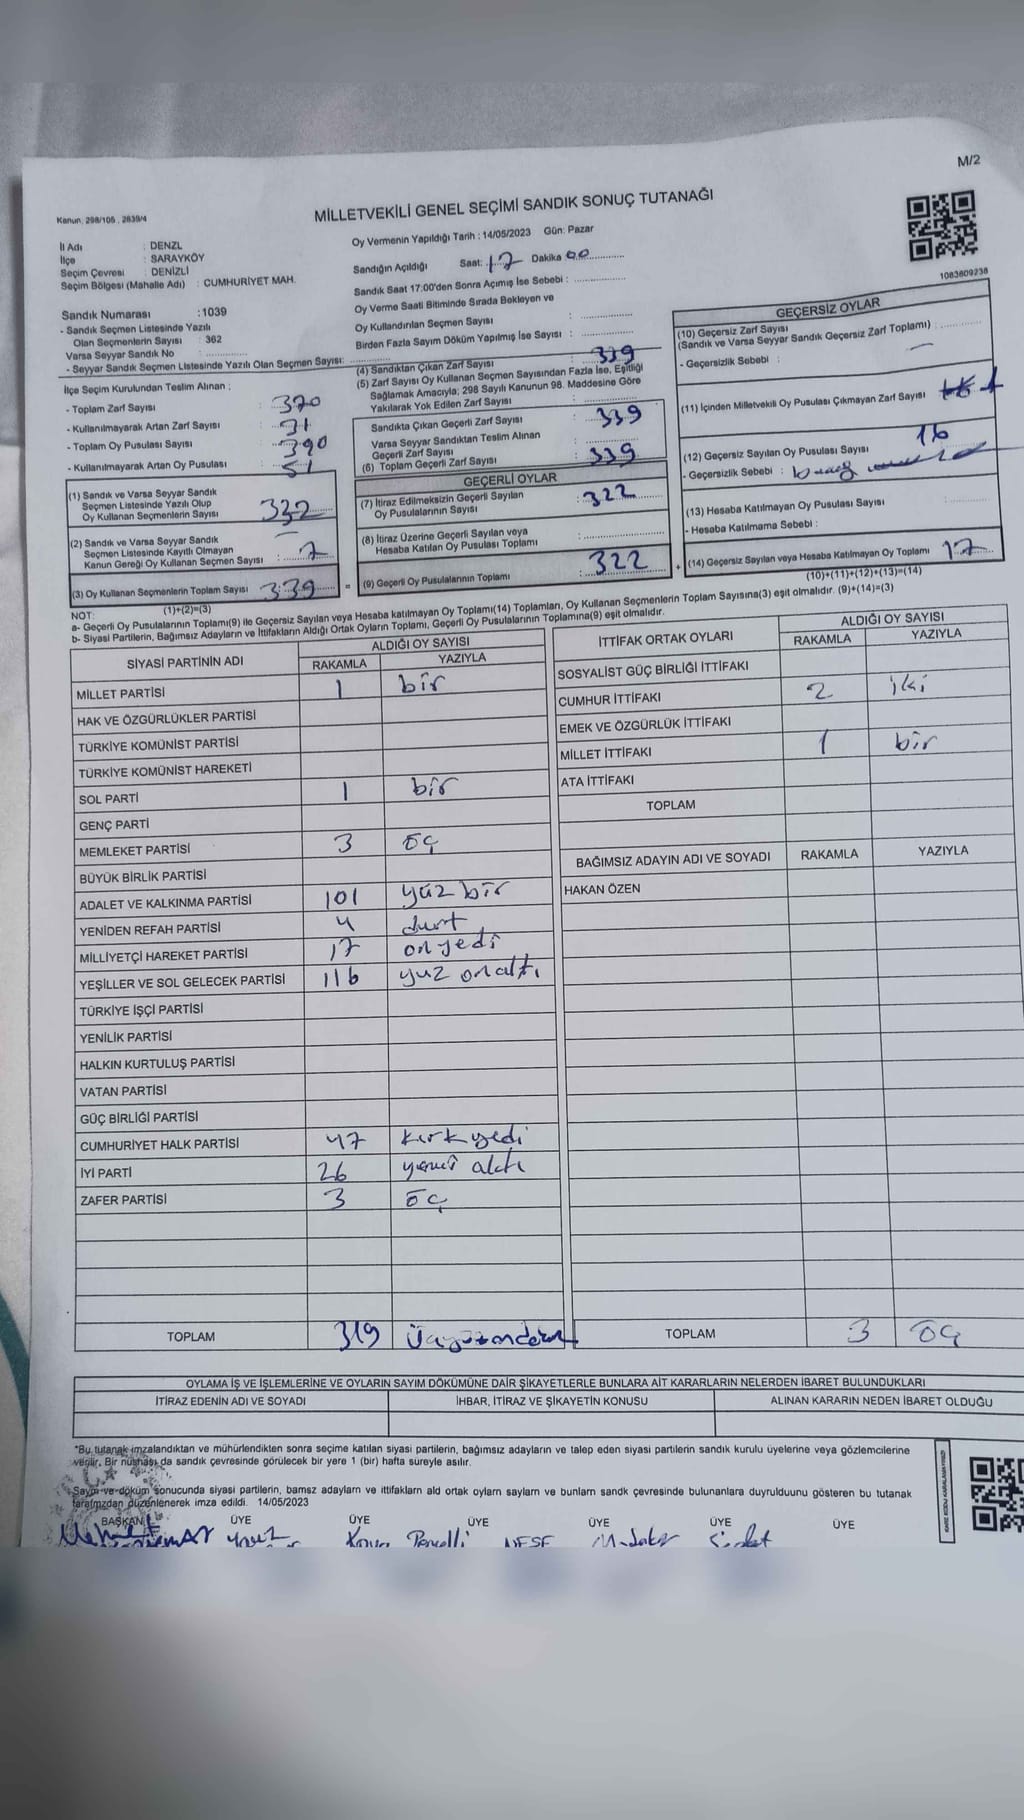 M/2
Kanun: 298/105 , 2839/4
MİLLETVEKİLİ GENEL SEÇİMİ SANDIK SONUÇ TUTANAĞI
İl Adı : DENZL
İlçe : SARAYKÖY
Seçim Çevresi : DENİZLİ
Seçim Bölgesi (Mahalle Adı) : CUMHURİYET MAH.
Sandık Numarası : 1039
- Sandık Seçmen Listesinde Yazılı
Olan Seçmenlerin Sayısı : 362
Varsa Seyyar Sandık No :
- Seyyar Sandık Seçmen Listesinde Yazılı Olan Seçmen Sayısı:
Oy Vermenin Yapıldığı Tarih : 14/05/2023 Gün: Pazar
Sandığın Açıldığı Saat: 17 Dakika 00
Sandık Saat 17:00'den Sonra Açımış İse Sebebi :
Oy Verme Saati Bitiminde Sırada Bekleyen ve
Oy Kullandırılan Seçmen Sayısı :
Birden Fazla Sayım Döküm Yapılmış İse Sayısı :
1083609238
İlçe Seçim Kurulundan Teslim Alınan ;
- Toplam Zarf Sayısı : 370
- Kullanılmayarak Artan Zarf Sayısı : 31
- Toplam Oy Pusulası Sayısı : 390
- Kullanılmayarak Artan Oy Pusulası : 51
(1) Sandık ve Varsa Seyyar Sandık
Seçmen Listesinde Yazılı Olup
Oy Kullanan Seçmenlerin Sayısı 332
(2) Sandık ve Varsa Seyyar Sandık
Seçmen Listesinde Kayıtlı Olmayan
Kanun Gereği Oy Kullanan Seçmen Sayısı : 7
(3) Oy Kullanan Seçmenlerin Toplam Sayısı 339
(1)+(2)=(3)
(4) Sandıktan Çıkan Zarf Sayısı 339
(5) Zarf Sayısı Oy Kullanan Seçmen Sayısından Fazla İse, Eşitliği
Sağlamak Amacıyla; 298 Sayılı Kanunun 98. Maddesine Göre
Yakılarak Yok Edilen Zarf Sayısı :
Sandıkta Çıkan Geçerli Zarf Sayısı : 339
Varsa Seyyar Sandıktan Teslim Alınan
Geçerli Zarf Sayısı :
(6) Toplam Geçerli Zarf Sayısı : 339
GEÇERLİ OYLAR
(7) İtiraz Edilmeksizin Geçerli Sayılan
Oy Pusulalarının Sayısı : 322
(8) İtiraz Üzerine Geçerli Sayılan veya
Hesaba Katılan Oy Pusulası Toplamı :
(9) Geçerli Oy Pusulalarının Toplamı : 322
GEÇERSİZ OYLAR
(10) Geçersiz Zarf Sayısı
(Sandık ve Varsa Seyyar Sandık Geçersiz Zarf Toplamı) :
- Geçersizlik Sebebi :
(11) İçinden Milletvekili Oy Pusulası Çıkmayan Zarf Sayısı 1
(12) Geçersiz Sayılan Oy Pusulası Sayısı 16
- Geçersizlik Sebebi :
(13) Hesaba Katılmayan Oy Pusulası Sayısı
- Hesaba Katılmama Sebebi :
(14) Geçersiz Sayılan veya Hesaba Katılmayan Oy Toplamı 17
(10)+(11)+(12)+(13)=(14)
NOT:
a- Geçerli Oy Pusulalarının Toplamı(9) ile Geçersiz Sayılan veya Hesaba katılmayan Oy Toplamı(14) Toplamları, Oy Kullanan Seçmenlerin Toplam Sayısına(3) eşit olmalıdır. (9)+(14)=(3)
b- Siyasi Partilerin, Bağımsız Adayların ve İttifakların Aldığı Ortak Oyların Toplamı, Geçerli Oy Pusulalarının Toplamına(9) eşit olmalıdır.
SİYASİ PARTİNİN ADI ALDIĞI OY SAYISI
RAKAMLA YAZIYLA
MİLLET PARTİSİ 1 bir
HAK VE ÖZGÜRLÜKLER PARTİSİ
TÜRKİYE KOMÜNİST PARTİSİ
TÜRKİYE KOMÜNİST HAREKETİ
SOL PARTİ 1 bir
GENÇ PARTİ
MEMLEKET PARTİSİ 3 üç
BÜYÜK BİRLİK PARTİSİ
ADALET VE KALKINMA PARTİSİ 101 yüz bir
YENİDEN REFAH PARTİSİ 4 dört
MİLLİYETÇİ HAREKET PARTİSİ 17 onyedi
YEŞİLLER VE SOL GELECEK PARTİSİ 116 yüz onaltı
TÜRKİYE İŞÇİ PARTİSİ
YENİLİK PARTİSİ
HALKIN KURTULUŞ PARTİSİ
VATAN PARTİSİ
GÜÇ BİRLİĞİ PARTİSİ
CUMHURİYET HALK PARTİSİ 47 kırkyedi
İYİ PARTİ 26 yirmi altı
ZAFER PARTİSİ 3 üç
TOPLAM 319
İTTİFAK ORTAK OYLARI ALDIĞI OY SAYISI
RAKAMLA YAZIYLA
SOSYALİST GÜÇ BİRLİĞİ İTTİFAKI
CUMHUR İTTİFAKI 2 iki
EMEK VE ÖZGÜRLÜK İTTİFAKI
MİLLET İTTİFAKI 1 bir
ATA İTTİFAKI
TOPLAM
BAĞIMSIZ ADAYIN ADI VE SOYADI RAKAMLA YAZIYLA
HAKAN ÖZEN
TOPLAM 3 üç
OYLAMA İŞ VE İŞLEMLERİNE VE OYLARIN SAYIM DÖKÜMÜNE DAİR ŞİKAYETLERLE BUNLARA AİT KARARLARIN NELERDEN İBARET BULUNDUKLARI
İTİRAZ EDENİN ADI VE SOYADI İHBAR, İTİRAZ VE ŞİKAYETİN KONUSU ALINAN KARARIN NEDEN İBARET OLDUĞU
*Bu tutanak imzalandıktan ve mühürlendikten sonra seçime katılan siyasi partilerin, bağımsız adayların ve talep eden siyasi partilerin sandık kurulu üyelerine veya gözlemcilerine
verilir. Bir nüshası da sandık çevresinde görülecek bir yere 1 (bir) hafta süreyle asılır.
Sayım ve döküm sonucunda siyasi partilerin, bamsz adaylarn ve ittifakların ald ortak oylarn saylarn ve bunlarn sandk çevresinde bulunanlara duyrulduunu gösteren bu tutanak
tarafmzdan düzenlenerek imza edildi. 14/05/2023
BAŞKAN ÜYE ÜYE ÜYE ÜYE ÜYE ÜYE